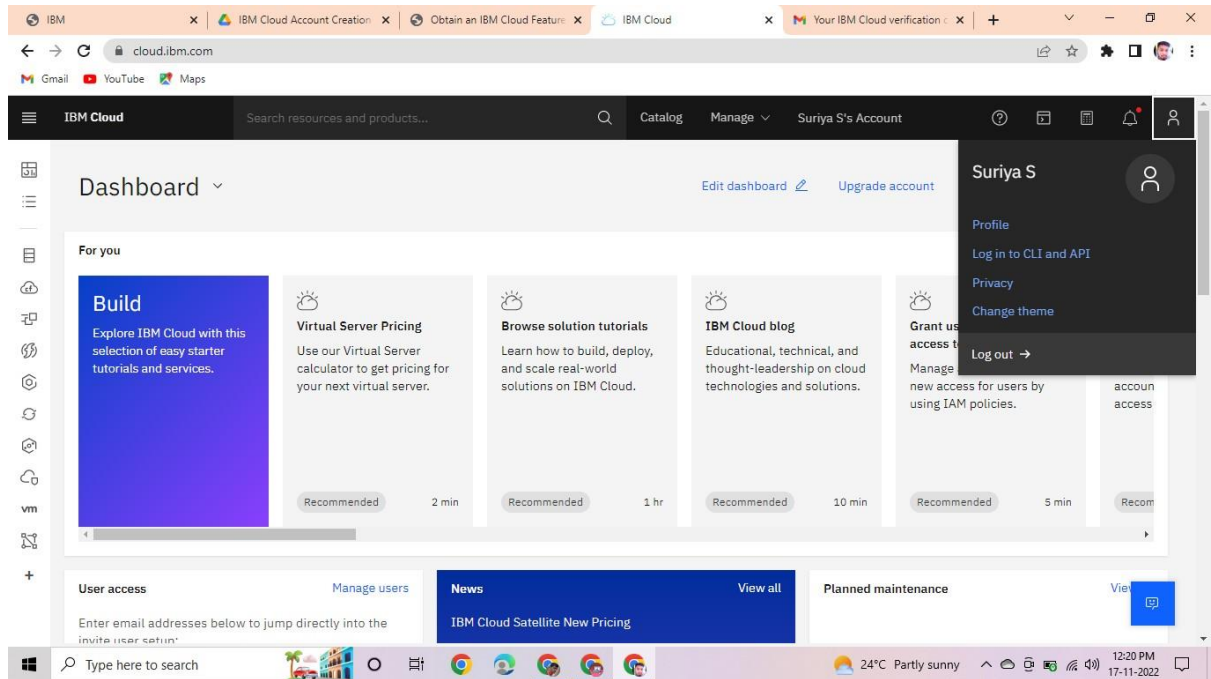 IBM
IBM Cloud Account Creation
Obtain an IBM Cloud Feature
IBM Cloud
Your IBM Cloud verification c
cloud.ibm.com
Gmail
YouTube
Maps
IBM Cloud
Search resources and products...
Catalog
Manage
Suriya S's Account
Dashboard
Edit dashboard
Upgrade account
Suriya S
Profile
Log in to CLI and API
Privacy
Change theme
Log out →
For you
Build
Explore IBM Cloud with this
selection of easy starter
tutorials and services.
Virtual Server Pricing
Use our Virtual Server
calculator to get pricing for
your next virtual server.
Recommended 2 min
Browse solution tutorials
Learn how to build, deploy,
and scale real-world
solutions on IBM Cloud.
Recommended 1 hr
IBM Cloud blog
Educational, technical, and
thought-leadership on cloud
technologies and solutions.
Recommended 10 min
Grant us
access t
Manage
new access for users by
using IAM policies.
Recommended 5 min
accoun
access
Recom
vm
User access
Manage users
Enter email addresses below to jump directly into the
invite user setup:
News
View all
IBM Cloud Satellite New Pricing
Planned maintenance
Vie
Type here to search
24°C Partly sunny
12:20 PM
17-11-2022